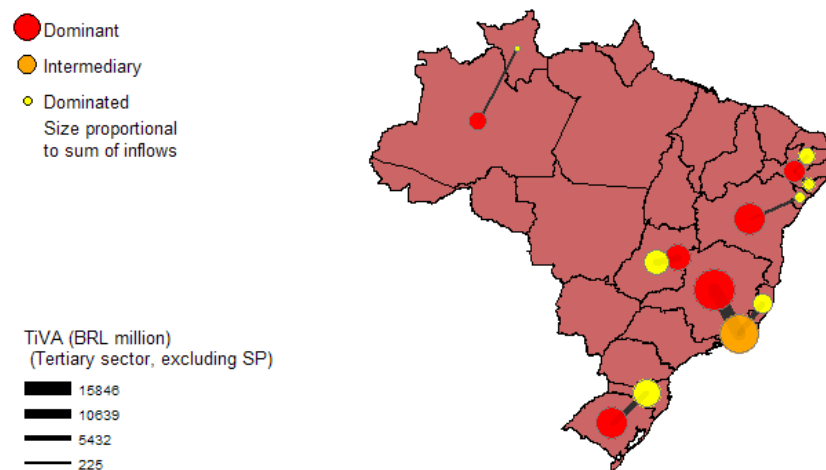 Dominant
Intermediary
Dominated
Size proportional
to sum of inflows
TiVA (BRL million)
(Tertiary sector, excluding SP)
15846
10639
5432
225